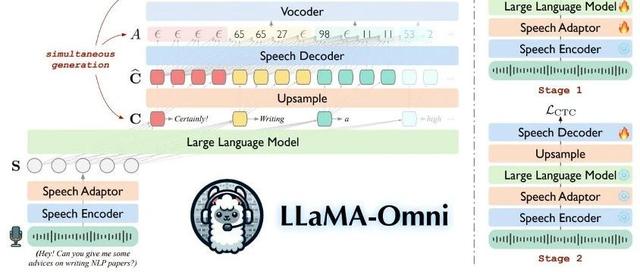 Vocoder
A ϵ ϵ ϵ ϵ 65 65 27 ϵ 98 ϵ 11 11 53 2 ...
simultaneous
generation
Speech Decoder
Ĉ
Upsample
C Certainly! Writing a high ...
Large Language Model
S
Speech Adaptor
Speech Encoder
(Hey! Can you give me some
advices on writing NLP papers?)
LLaMA-Omni
Large Language Model
Speech Adaptor
Speech Encoder
Stage 1
ℒCTC
Speech Decoder
Upsample
Large Language Model
Speech Adaptor
Speech Encoder
Stage 2